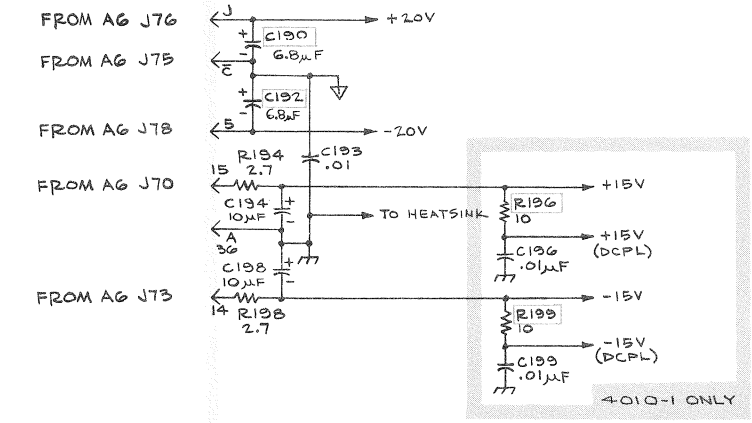 FROM A6 J76
J
+20V
+
C190
-
6.8µF
FROM A6 J75
C
+
C192
-
6.8µF
FROM A6 J78
5
-20V
C193
.01
R194
2.7
15
FROM A6 J70
+15V
C194
10µF
+
-
TO HEATSINK
R196
10
A
36
+15V
(DCPL)
C196
.01µF
C198
10µF
+
-
FROM A6 J73
14
R198
2.7
-15V
R199
10
-15V
(DCPL)
C199
.01µF
4010-1 ONLY